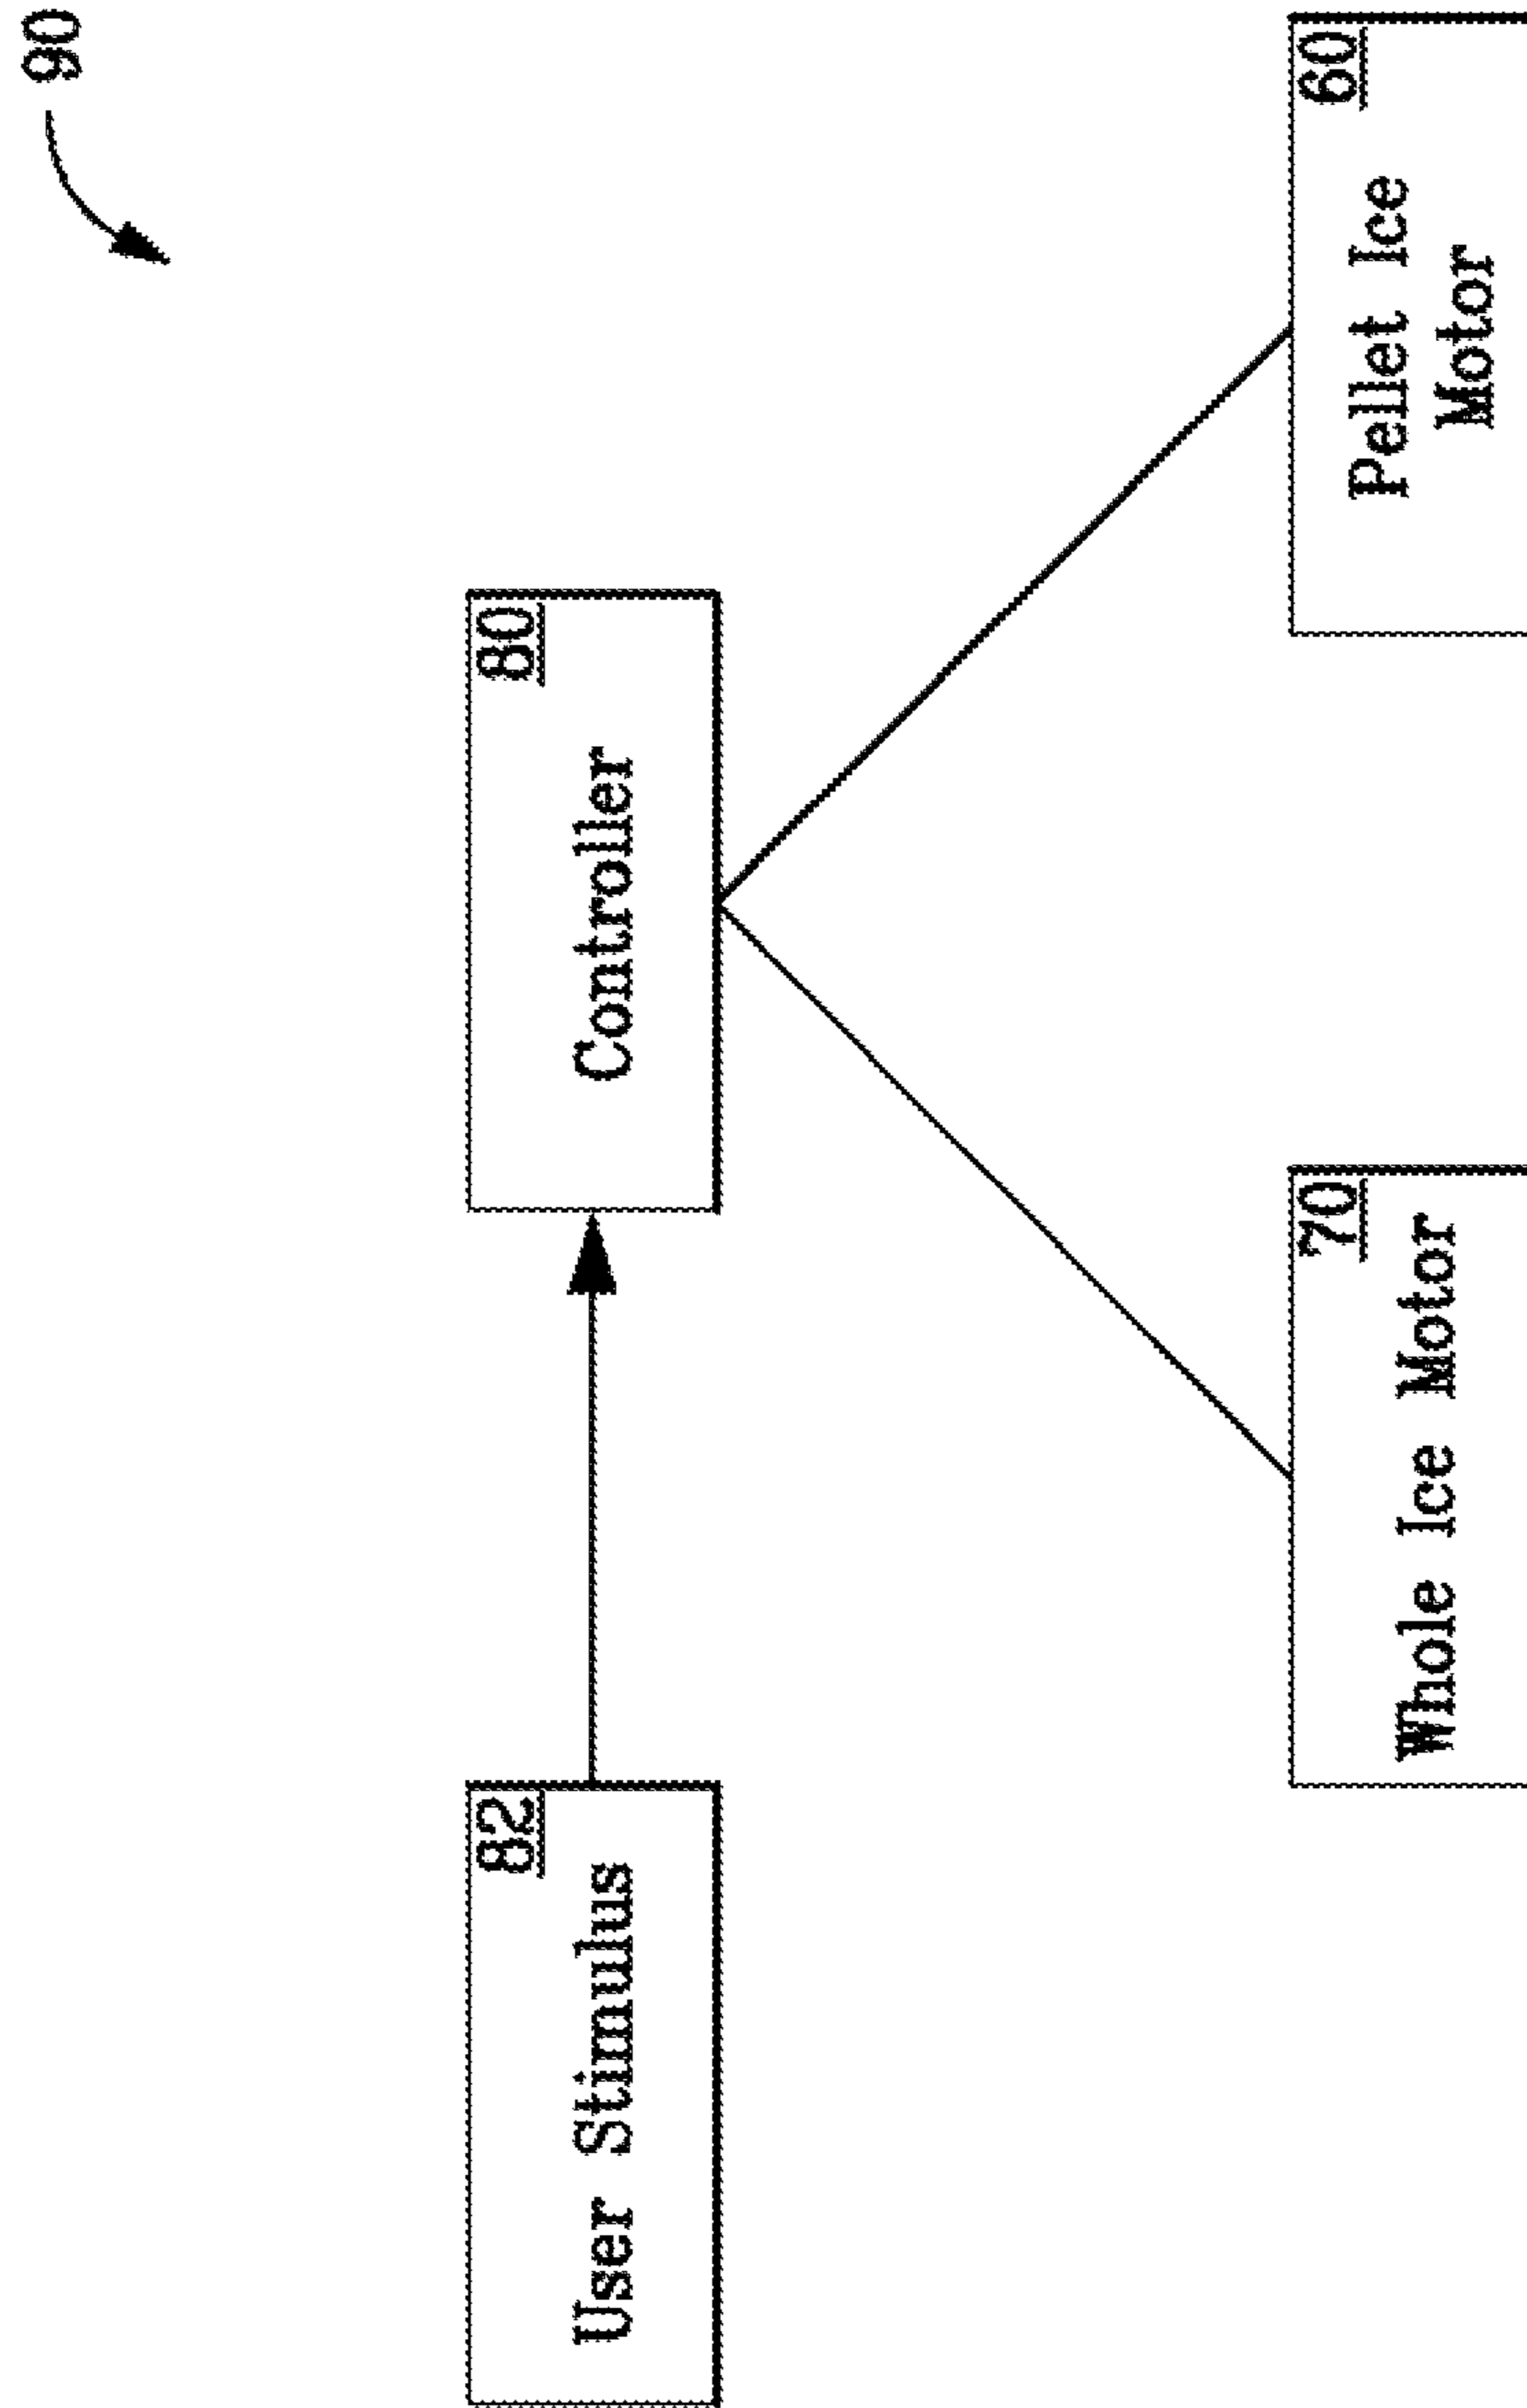 90
82
User Stimulus
80
Controller
70
Whole Ice Motor
60
Pellet Ice
Motor